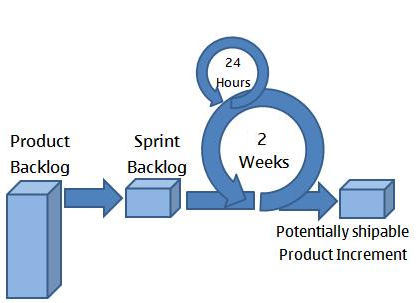 24
Hours
Product
Backlog
Sprint
Backlog
2
Weeks
Potentially shipable
Product Increment